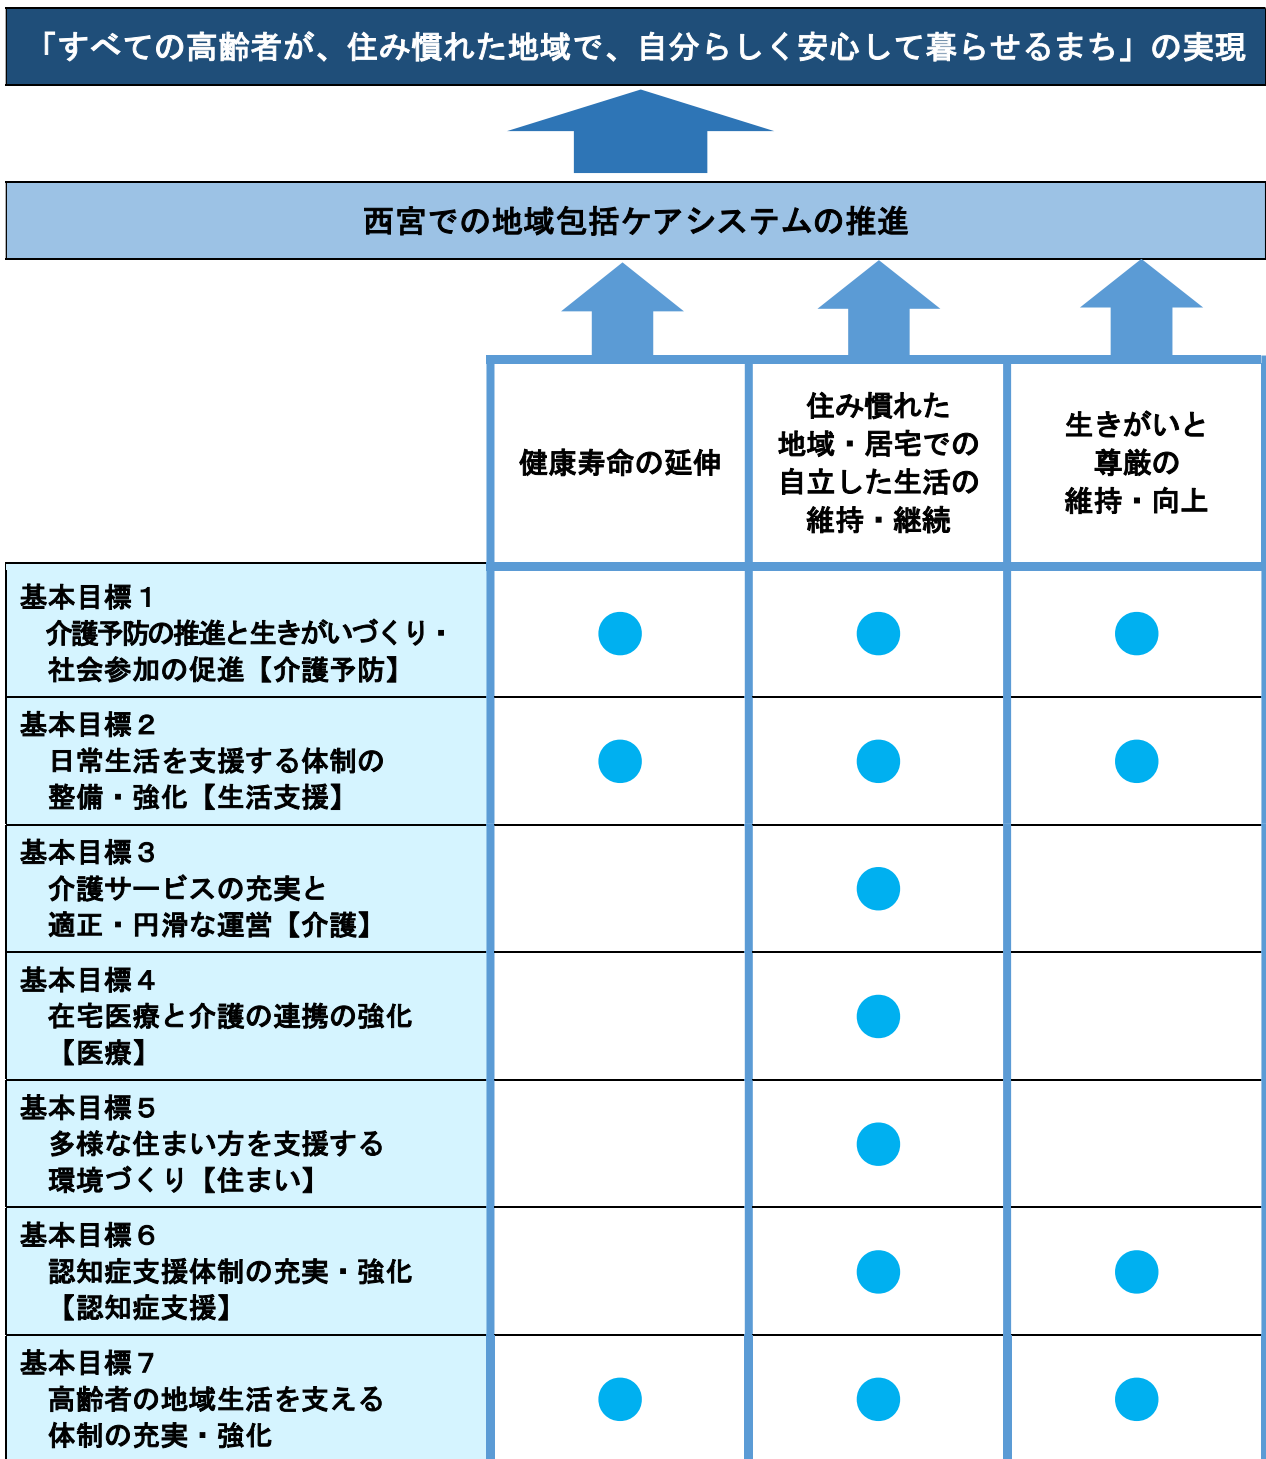 「すべての高齢者が、住み慣れた地域で、自分らしく安心して暮らせるまち」の実現
西宮での地域包括ケアシステムの推進
健康寿命の延伸
住み慣れた
地域・居宅での
自立した生活の
維持・継続
生きがいと
尊厳の
維持・向上
基本目標１
介護予防の推進と生きがいづくり・
社会参加の促進【介護予防】
基本目標２
日常生活を支援する体制の
整備・強化【生活支援】
基本目標３
介護サービスの充実と
適正・円滑な運営【介護】
基本目標４
在宅医療と介護の連携の強化
【医療】
基本目標５
多様な住まい方を支援する
環境づくり【住まい】
基本目標６
認知症支援体制の充実・強化
【認知症支援】
基本目標７
高齢者の地域生活を支える
体制の充実・強化